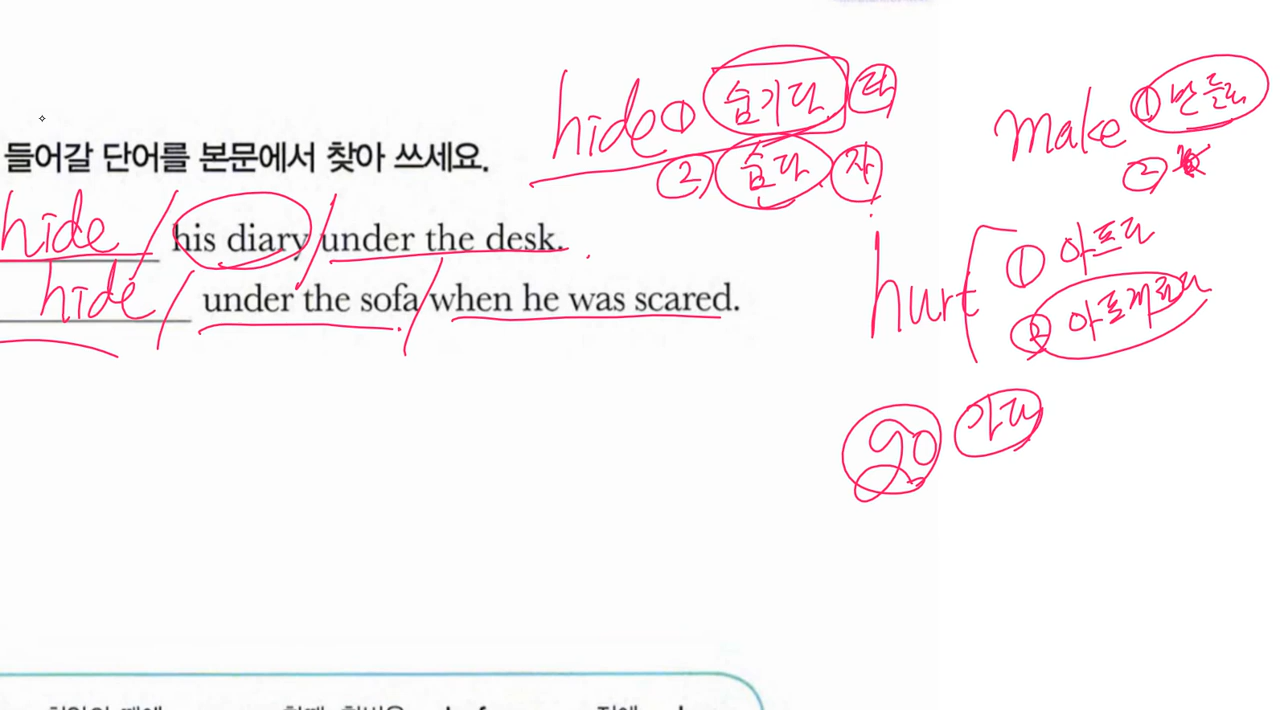 hide ① 숨기다 타
② 숨다 자
make ① 만들다
②
들어갈 단어를 본문에서 찾아 쓰세요.
hide / his diary / under the desk.
hide / under the sofa / when he was scared.
hurt ① 아프다
② 아프게하다
go 가다